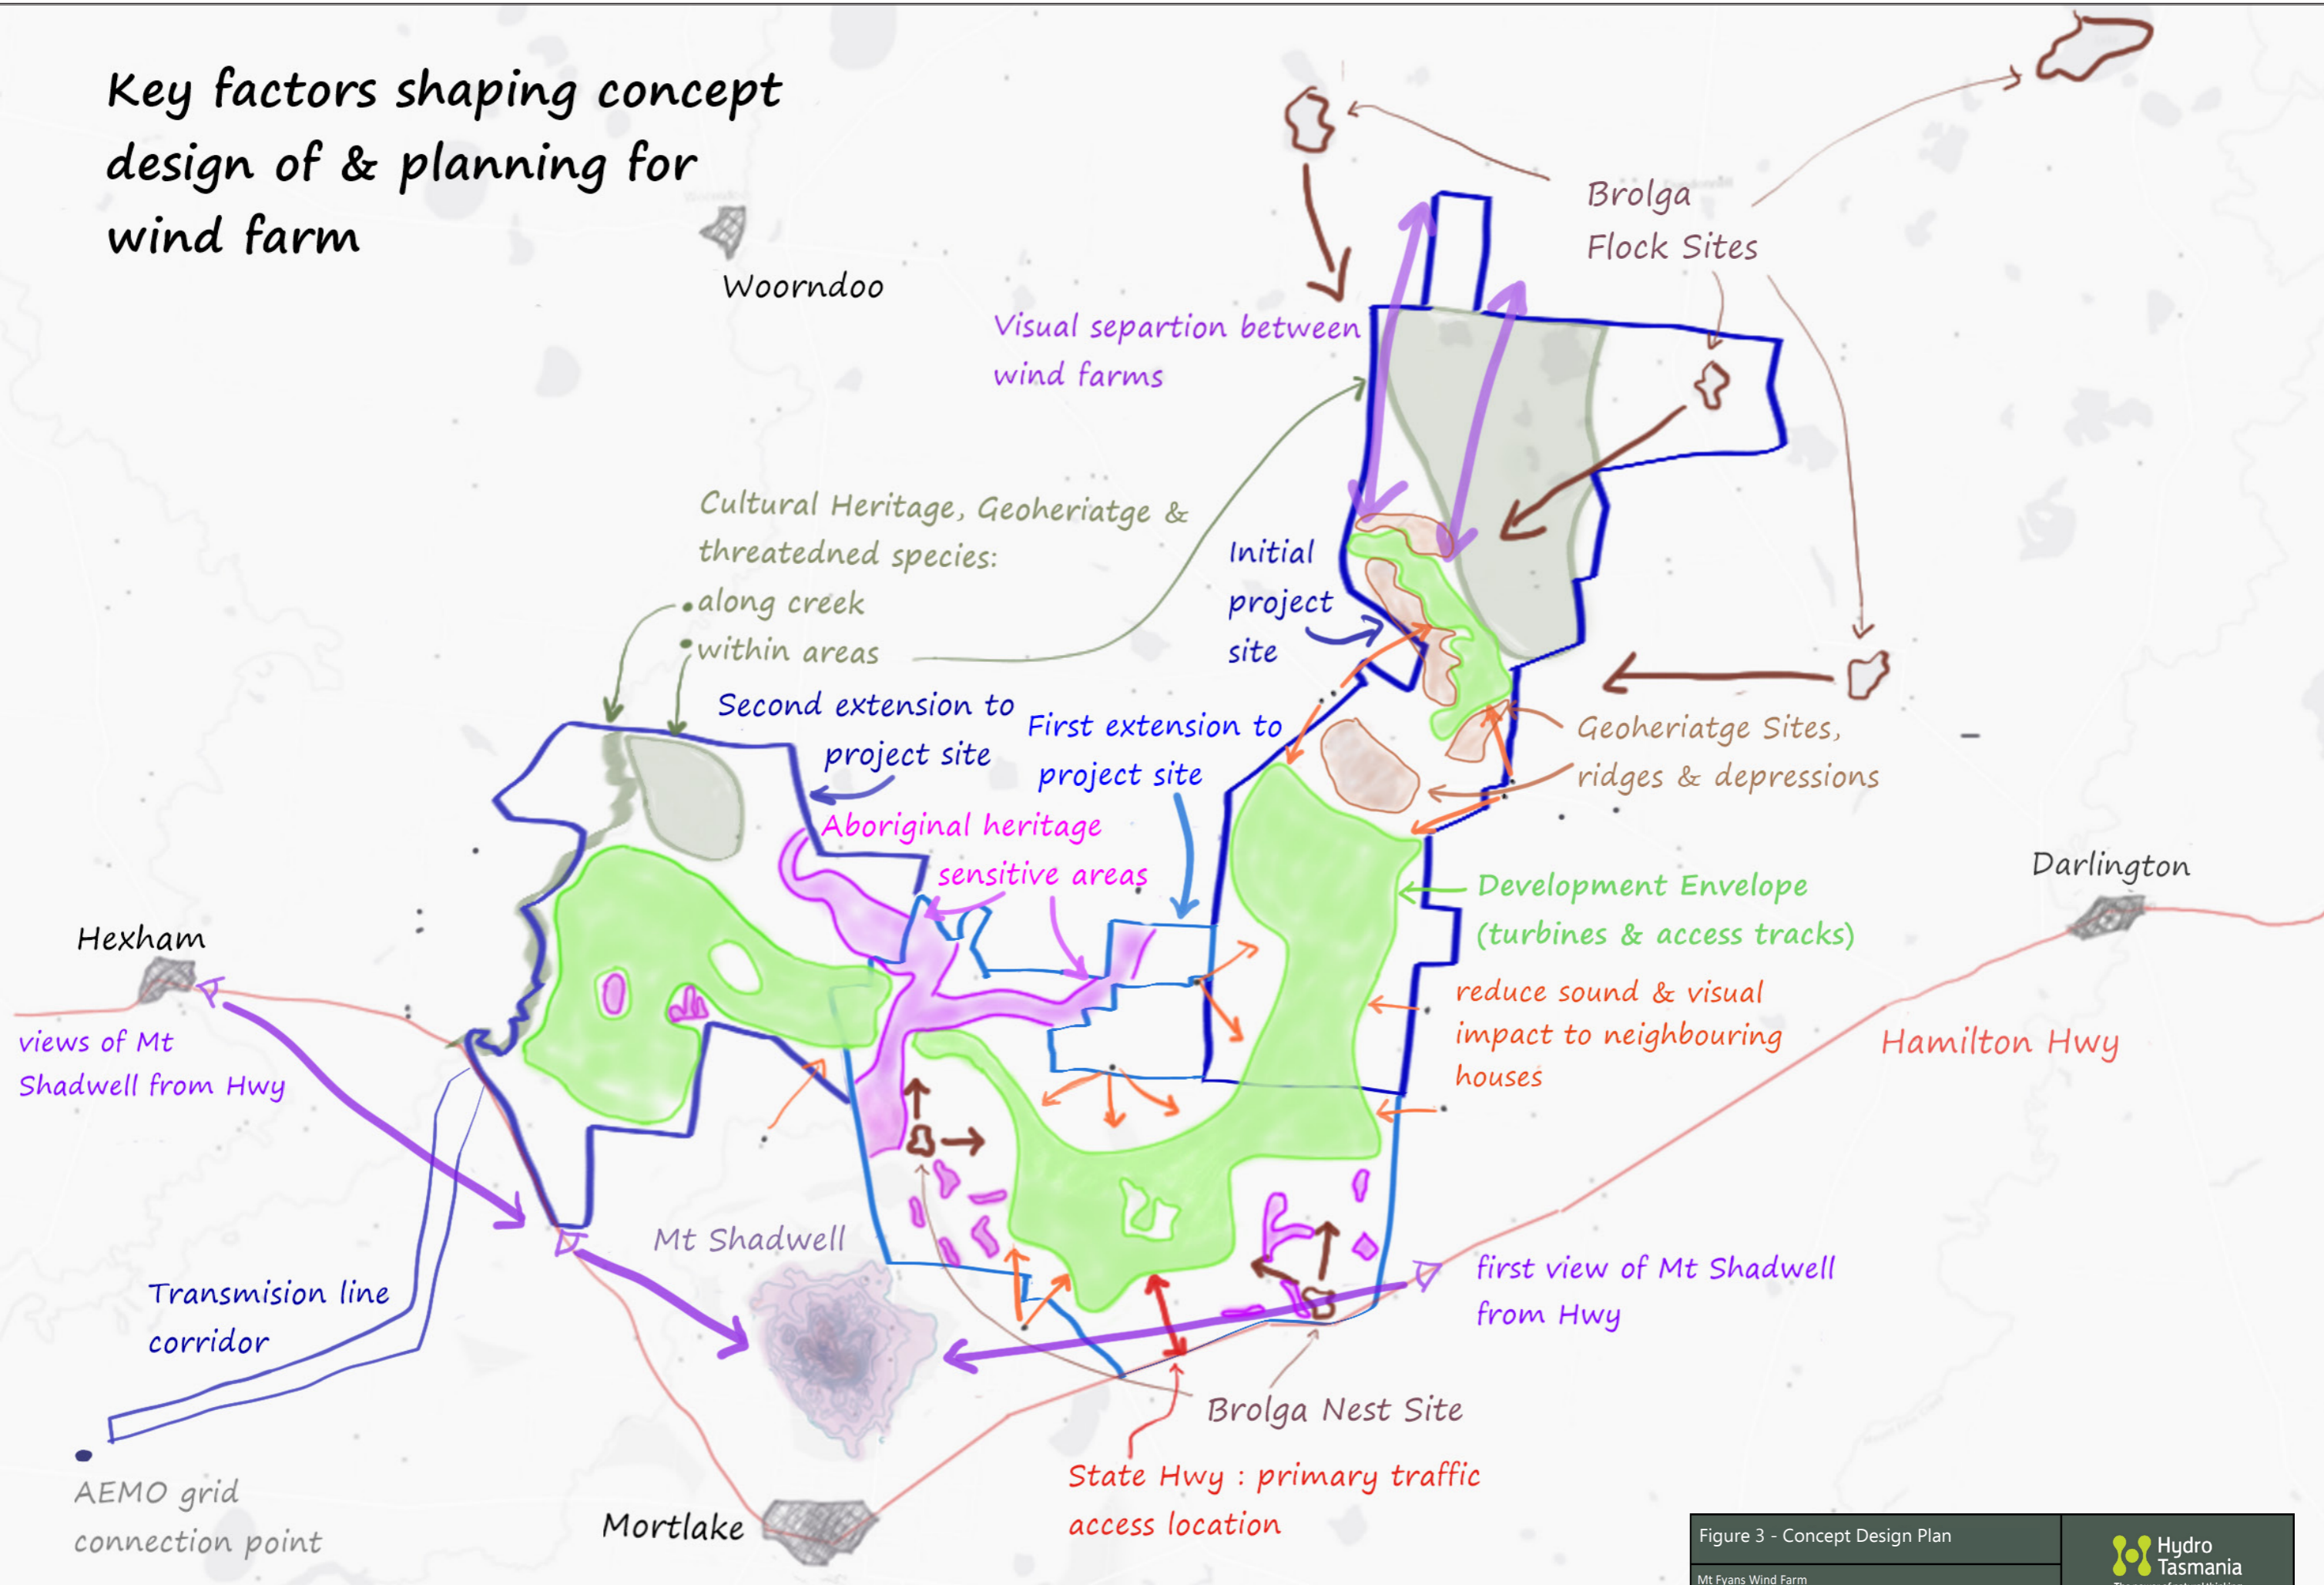 Key factors shaping concept
design of & planning for
wind farm
Woorndoo
Brolga
Flock Sites
Visual separtion between
wind farms
Cultural Heritage, Geoheriatge &
threatedned species:
•along creek
•within areas
Initial
project
site
Second extension to
project site
First extension to
project site
Geoheriatge Sites,
ridges & depressions
Aboriginal heritage
sensitive areas
Darlington
Development Envelope
(turbines & access tracks)
Hexham
reduce sound & visual
impact to neighbouring
houses
Hamilton Hwy
views of Mt
Shadwell from Hwy
Mt Shadwell
first view of Mt Shadwell
from Hwy
Transmision line
corridor
Brolga Nest Site
State Hwy : primary traffic
access location
AEMO grid
connection point
Mortlake
Figure 3 - Concept Design Plan
Mt Fyans Wind Farm
Hydro
Tasmania